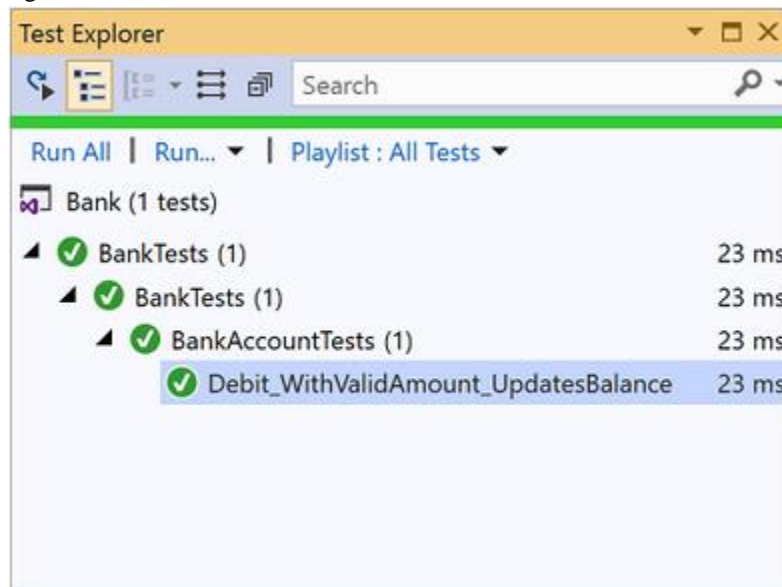 Test Explorer
Search
Run All | Run... | Playlist : All Tests
Bank (1 tests)
BankTests (1) 23 ms
BankTests (1) 23 ms
BankAccountTests (1) 23 ms
Debit_WithValidAmount_UpdatesBalance 23 ms